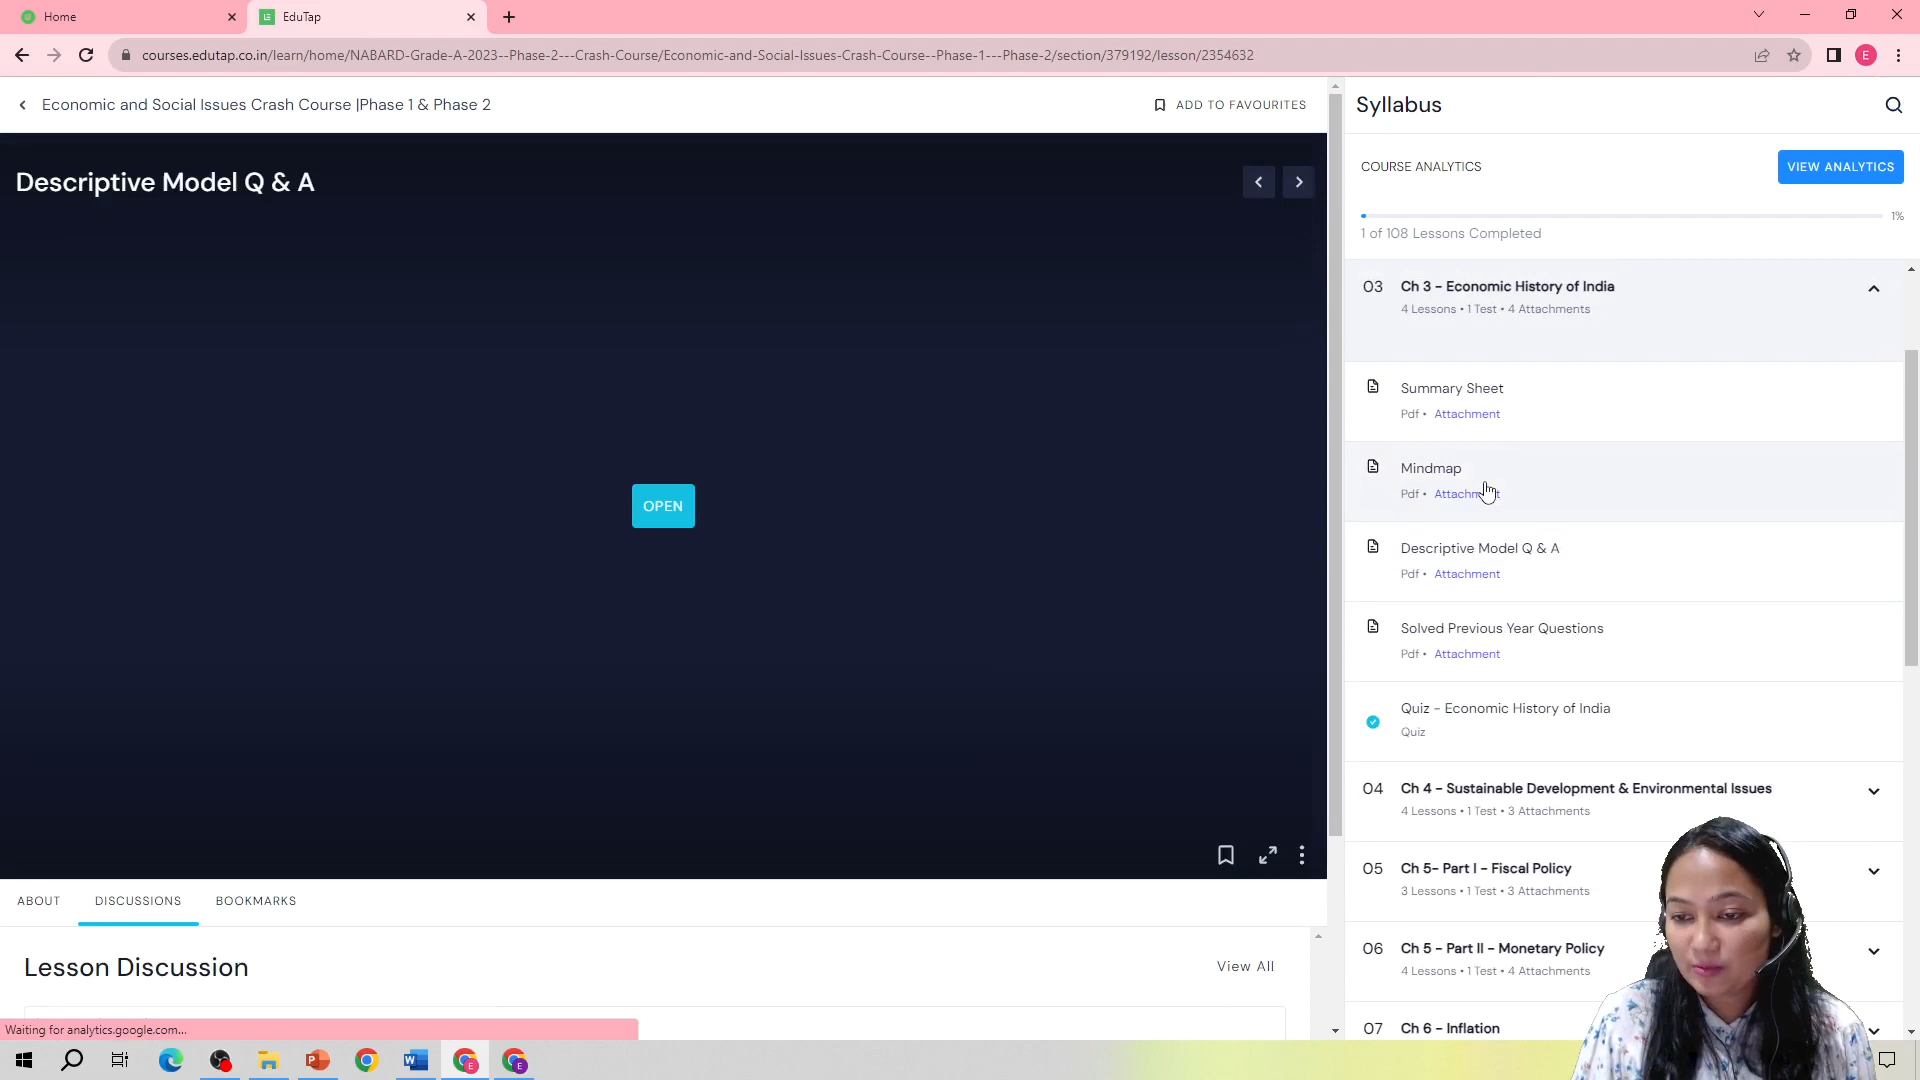 Home
EduTap
courses.edutap.co.in/learn/home/NABARD-Grade-A-2023--Phase-2---Crash-Course/Economic-and-Social-Issues-Crash-Course--Phase-1---Phase-2/section/379192/lesson/2354632
E
Economic and Social Issues Crash Course |Phase 1 & Phase 2
ADD TO FAVOURITES
Descriptive Model Q & A
OPEN
ABOUT
DISCUSSIONS
BOOKMARKS
Lesson Discussion
View All
Waiting for analytics.google.com...
Syllabus
COURSE ANALYTICS
VIEW ANALYTICS
1%
1 of 108 Lessons Completed
03 Ch 3 - Economic History of India
4 Lessons • 1 Test • 4 Attachments
Summary Sheet
Pdf • Attachment
Mindmap
Pdf • Attachment
Descriptive Model Q & A
Pdf • Attachment
Solved Previous Year Questions
Pdf • Attachment
Quiz - Economic History of India
Quiz
04 Ch 4 - Sustainable Development & Environmental Issues
4 Lessons • 1 Test • 3 Attachments
05 Ch 5- Part I - Fiscal Policy
3 Lessons • 1 Test • 3 Attachments
06 Ch 5 - Part II - Monetary Policy
4 Lessons • 1 Test • 4 Attachments
07 Ch 6 - Inflation